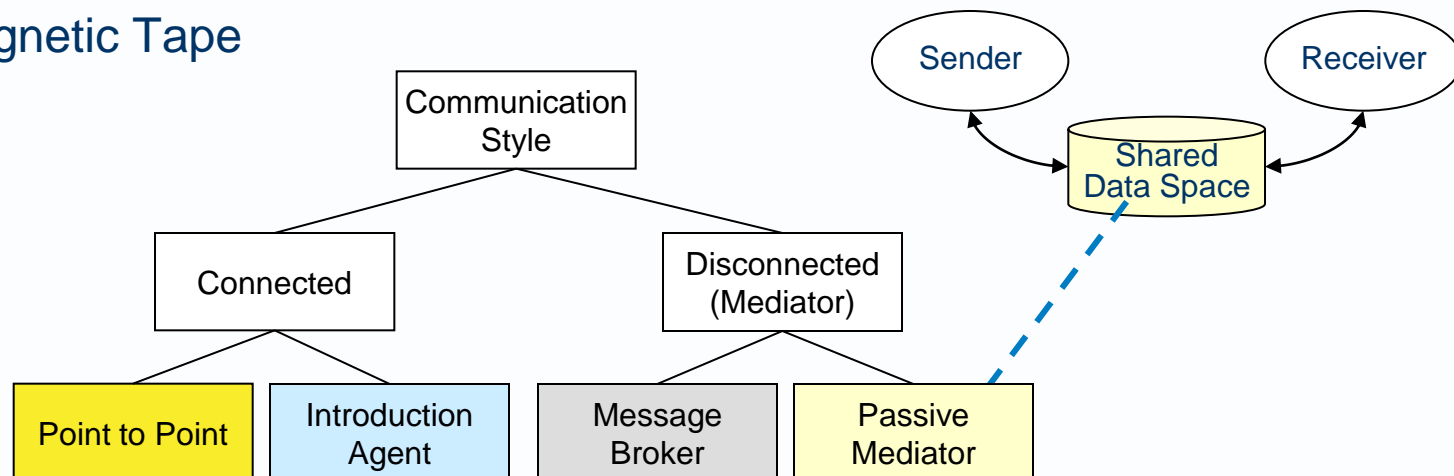 gnetic Tape
Sender
Receiver
Communication
Style
Shared
Data Space
Connected
Disconnected
(Mediator)
Point to Point
Introduction
Agent
Message
Broker
Passive
Mediator